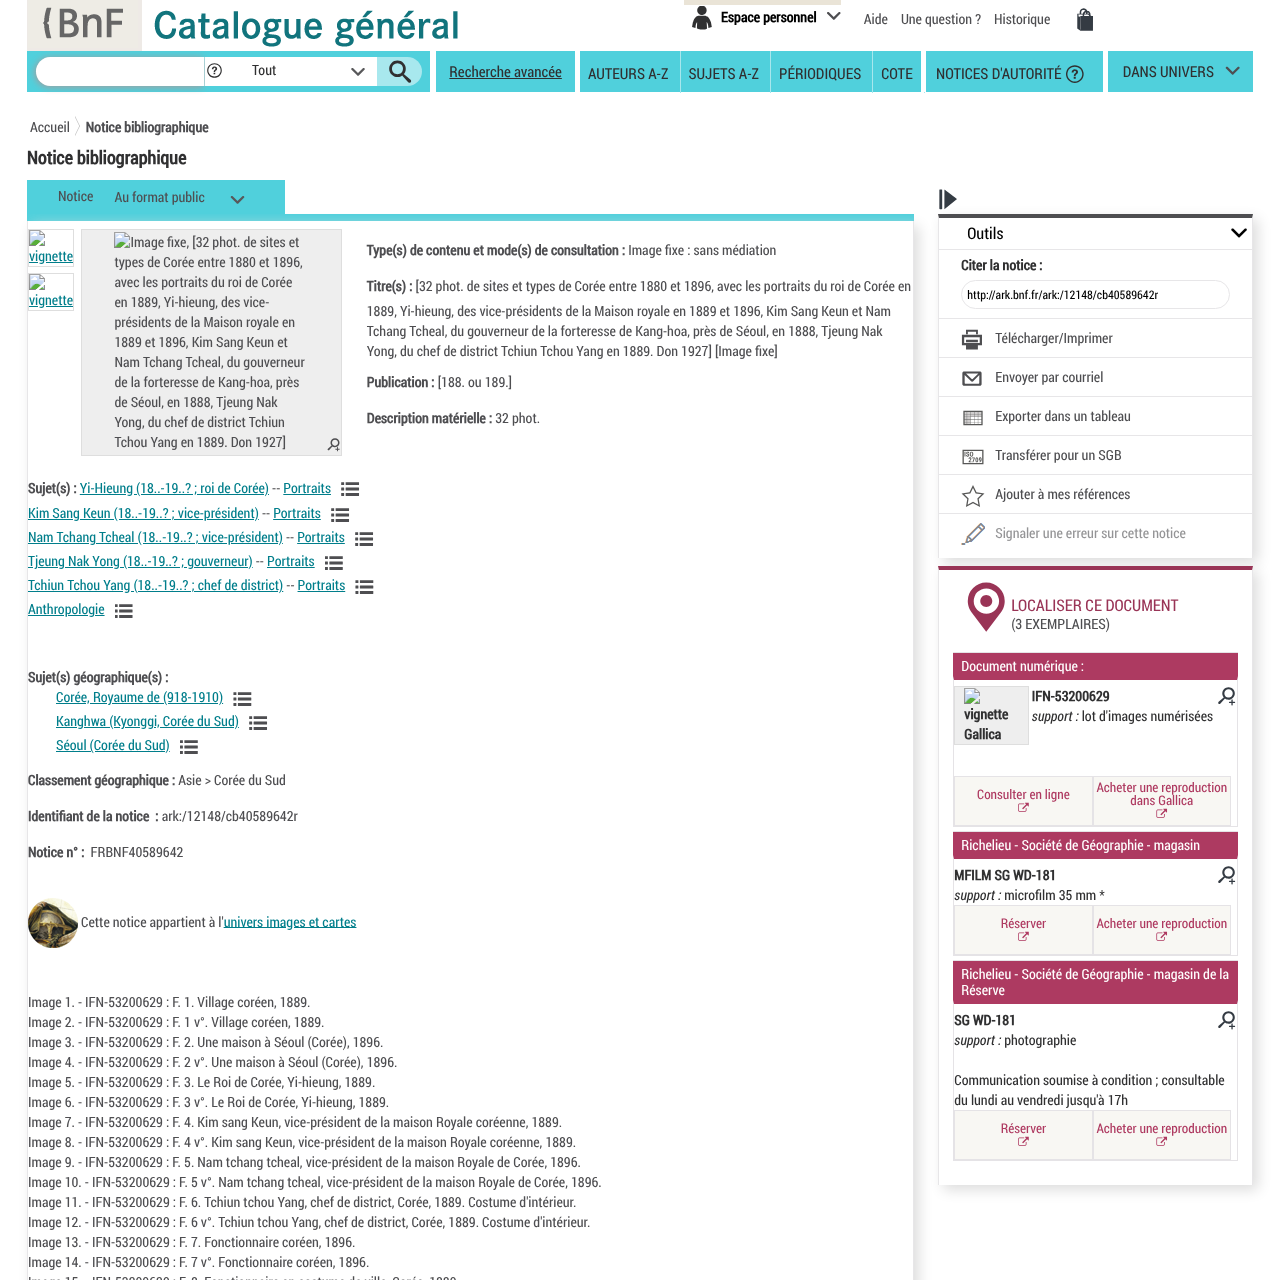 BnF Catalogue général
Espace personnel
Aide Une question ? Historique
? Tout
Recherche avancée
AUTEURS A-Z SUJETS A-Z PÉRIODIQUES COTE
NOTICES D'AUTORITÉ ?
DANS UNIVERS
Accueil Notice bibliographique
Notice bibliographique
Notice Au format public
vignette
vignette
Image fixe, [32 phot. de sites et
types de Corée entre 1880 et 1896,
avec les portraits du roi de Corée
en 1889, Yi-hieung, des vice-
présidents de la Maison royale en
1889 et 1896, Kim Sang Keun et
Nam Tchang Tcheal, du gouverneur
de la forteresse de Kang-hoa, près
de Séoul, en 1888, Tjeung Nak
Yong, du chef de district Tchiun
Tchou Yang en 1889. Don 1927]
Type(s) de contenu et mode(s) de consultation : Image fixe : sans médiation
Titre(s) : [32 phot. de sites et types de Corée entre 1880 et 1896, avec les portraits du roi de Corée en
1889, Yi-hieung, des vice-présidents de la Maison royale en 1889 et 1896, Kim Sang Keun et Nam
Tchang Tcheal, du gouverneur de la forteresse de Kang-hoa, près de Séoul, en 1888, Tjeung Nak
Yong, du chef de district Tchiun Tchou Yang en 1889. Don 1927] [Image fixe]
Publication : [188. ou 189.]
Description matérielle : 32 phot.
Sujet(s) : Yi-Hieung (18..-19..? ; roi de Corée) -- Portraits
Kim Sang Keun (18..-19..? ; vice-président) -- Portraits
Nam Tchang Tcheal (18..-19..? ; vice-président) -- Portraits
Tjeung Nak Yong (18..-19..? ; gouverneur) -- Portraits
Tchiun Tchou Yang (18..-19..? ; chef de district) -- Portraits
Anthropologie
Sujet(s) géographique(s) :
Corée, Royaume de (918-1910)
Kanghwa (Kyonggi, Corée du Sud)
Séoul (Corée du Sud)
Classement géographique : Asie > Corée du Sud
Identifiant de la notice : ark:/12148/cb40589642r
Notice n° : FRBNF40589642
Cette notice appartient à l'univers images et cartes
Image 1. - IFN-53200629 : F. 1. Village coréen, 1889.
Image 2. - IFN-53200629 : F. 1 v°. Village coréen, 1889.
Image 3. - IFN-53200629 : F. 2. Une maison à Séoul (Corée), 1896.
Image 4. - IFN-53200629 : F. 2 v°. Une maison à Séoul (Corée), 1896.
Image 5. - IFN-53200629 : F. 3. Le Roi de Corée, Yi-hieung, 1889.
Image 6. - IFN-53200629 : F. 3 v°. Le Roi de Corée, Yi-hieung, 1889.
Image 7. - IFN-53200629 : F. 4. Kim sang Keun, vice-président de la maison Royale coréenne, 1889.
Image 8. - IFN-53200629 : F. 4 v°. Kim sang Keun, vice-président de la maison Royale coréenne, 1889.
Image 9. - IFN-53200629 : F. 5. Nam tchang tcheal, vice-président de la maison Royale de Corée, 1896.
Image 10. - IFN-53200629 : F. 5 v°. Nam tchang tcheal, vice-président de la maison Royale de Corée, 1896.
Image 11. - IFN-53200629 : F. 6. Tchiun tchou Yang, chef de district, Corée, 1889. Costume d'intérieur.
Image 12. - IFN-53200629 : F. 6 v°. Tchiun tchou Yang, chef de district, Corée, 1889. Costume d'intérieur.
Image 13. - IFN-53200629 : F. 7. Fonctionnaire coréen, 1896.
Image 14. - IFN-53200629 : F. 7 v°. Fonctionnaire coréen, 1896.
Outils
Citer la notice :
http://ark.bnf.fr/ark:/12148/cb40589642r
Télécharger/Imprimer
Envoyer par courriel
Exporter dans un tableau
ISO 2709 Transférer pour un SGB
Ajouter à mes références
Signaler une erreur sur cette notice
LOCALISER CE DOCUMENT
(3 EXEMPLAIRES)
Document numérique :
vignette
Gallica
IFN-53200629
support : lot d'images numérisées
Consulter en ligne
Acheter une reproduction
dans Gallica
Richelieu - Société de Géographie - magasin
MFILM SG WD-181
support : microfilm 35 mm *
Réserver
Acheter une reproduction
Richelieu - Société de Géographie - magasin de la
Réserve
SG WD-181
support : photographie
Communication soumise à condition ; consultable
du lundi au vendredi jusqu'à 17h
Réserver
Acheter une reproduction